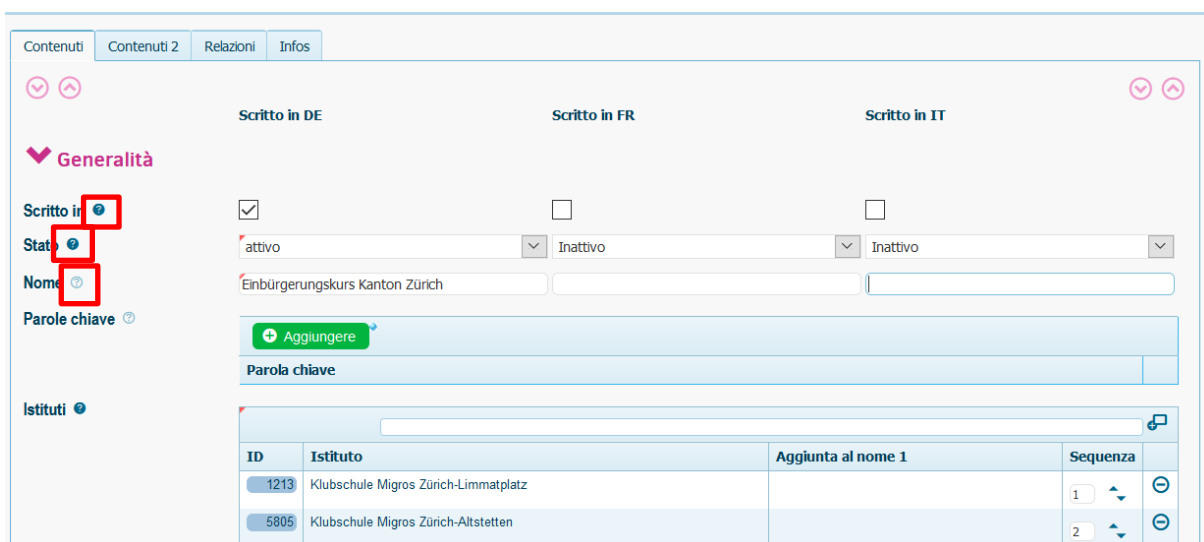 Contenuti Contenuti 2 Relazioni Infos
Scritto in DE Scritto in FR Scritto in IT
Generalità
Scritto in
Stato attivo Inattivo Inattivo
Nome Einbürgerungskurs Kanton Zürich
Parole chiave
Aggiungere
Parola chiave
Istituti
ID Istituto Aggiunta al nome 1 Sequenza
1213 Klubschule Migros Zürich-Limmatplatz 1
5805 Klubschule Migros Zürich-Altstetten 2